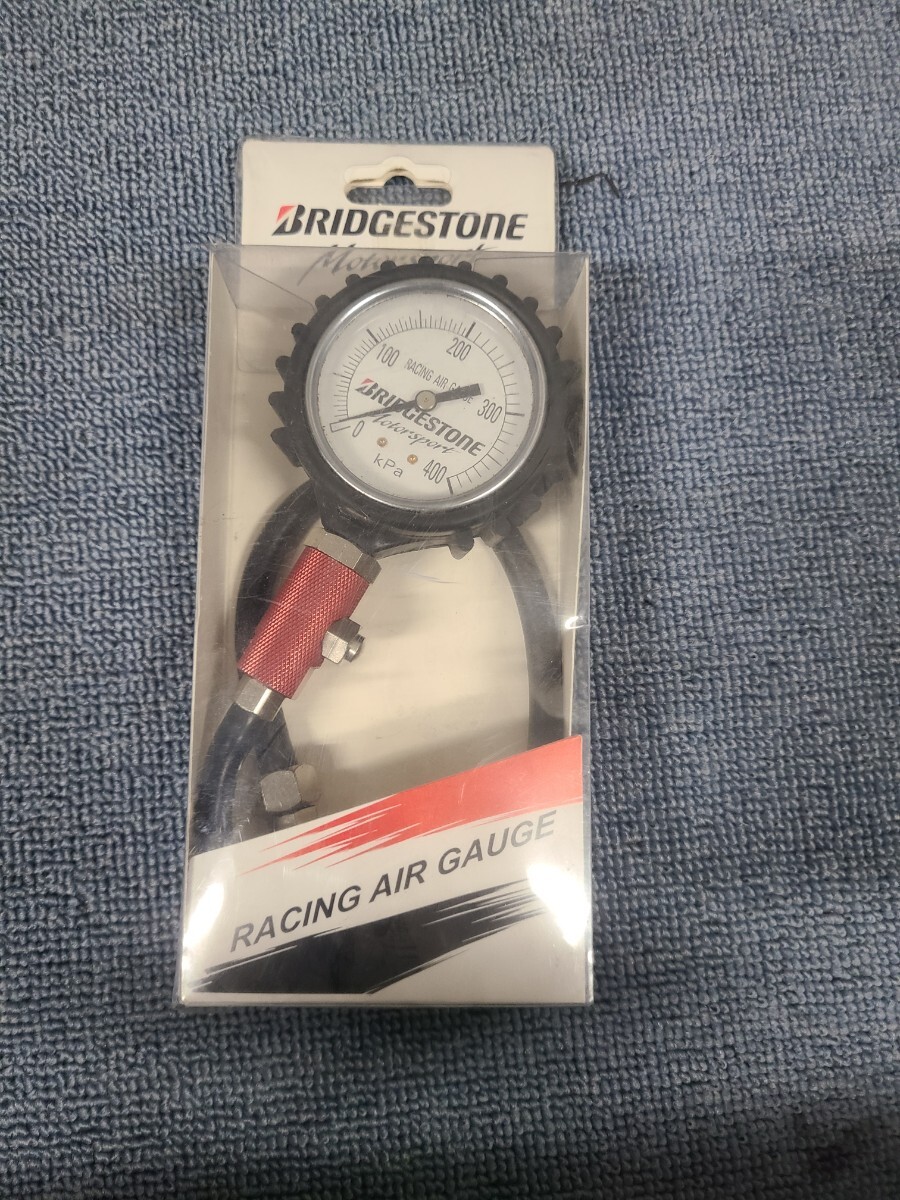 BRIDGESTONE
Motorsport
100
200
RACING AIR GAUGE
300
BRIDGESTONE
Motorsport
0
kPa
400
RACING AIR GAUGE